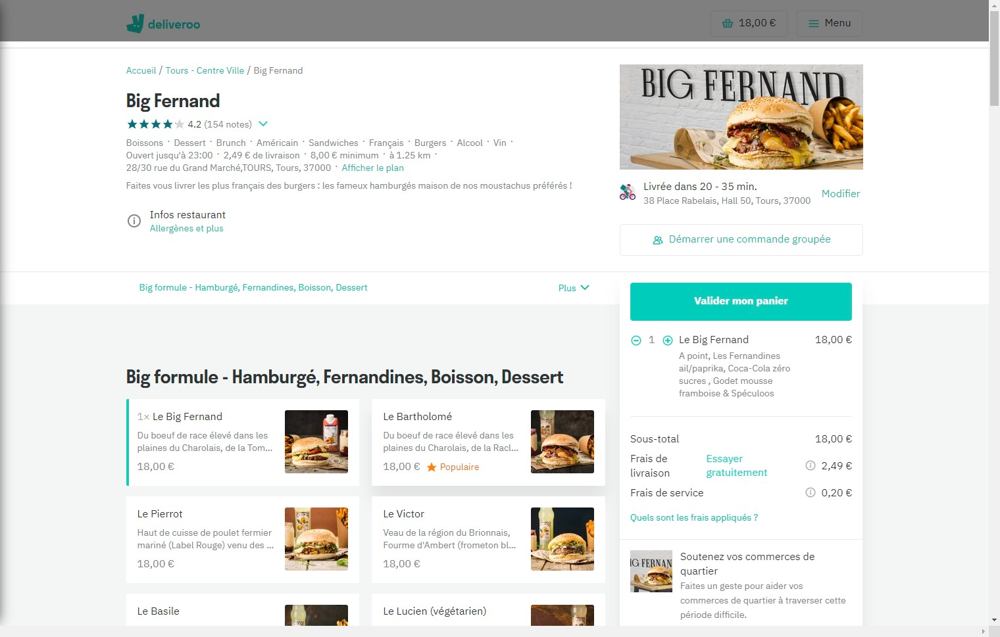 deliveroo
18,00 €
Menu
Accueil / Tours - Centre Ville / Big Fernand
Big Fernand
4.2 (154 notes)
Boissons · Dessert · Brunch · Américain · Sandwiches · Français · Burgers · Alcool · Vin ·
Ouvert jusqu'à 23:00 · 2,49 € de livraison · 8,00 € minimum · à 1.25 km ·
28/30 rue du Grand Marché,TOURS, Tours, 37000 · Afficher le plan
Faites vous livrer les plus français des burgers : les fameux hamburgés maison de nos moustachus préférés !
Infos restaurant
Allergènes et plus
BIG FERNAND
Livrée dans 20 - 35 min.
38 Place Rabelais, Hall 50, Tours, 37000
Modifier
Démarrer une commande groupée
Big formule - Hamburgé, Fernandines, Boisson, Dessert
Plus
Big formule - Hamburgé, Fernandines, Boisson, Dessert
1× Le Big Fernand
Du boeuf de race élevé dans les
plaines du Charolais, de la Tom...
18,00 €
Le Bartholomé
Du boeuf de race élevé dans les
plaines du Charolais, de la Racl...
18,00 € Populaire
Le Pierrot
Haut de cuisse de poulet fermier
mariné (Label Rouge) venu des ...
18,00 €
Le Victor
Veau de la région du Brionnais,
Fourme d'Ambert (frometon bl...
18,00 €
Le Basile
Le Lucien (végétarien)
Valider mon panier
1 Le Big Fernand 18,00 €
A point, Les Fernandines
ail/paprika, Coca-Cola zéro
sucres , Godet mousse
framboise & Spéculoos
Sous-total 18,00 €
Frais de
livraison
Essayer
gratuitement
2,49 €
Frais de service 0,20 €
Quels sont les frais appliqués ?
IG FERNAN
Soutenez vos commerces de
quartier
Faites un geste pour aider vos
commerces de quartier à traverser cette
période difficile.